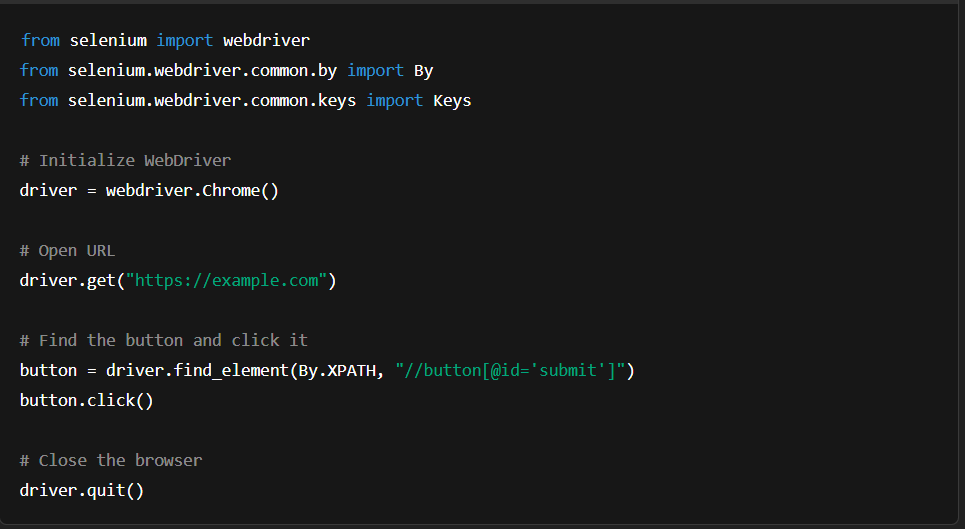 from selenium import webdriver
from selenium.webdriver.common.by import By
from selenium.webdriver.common.keys import Keys
# Initialize WebDriver
driver = webdriver.Chrome()
# Open URL
driver.get("https://example.com")
# Find the button and click it
button = driver.find_element(By.XPATH, "//button[@id='submit']")
button.click()
# Close the browser
driver.quit()